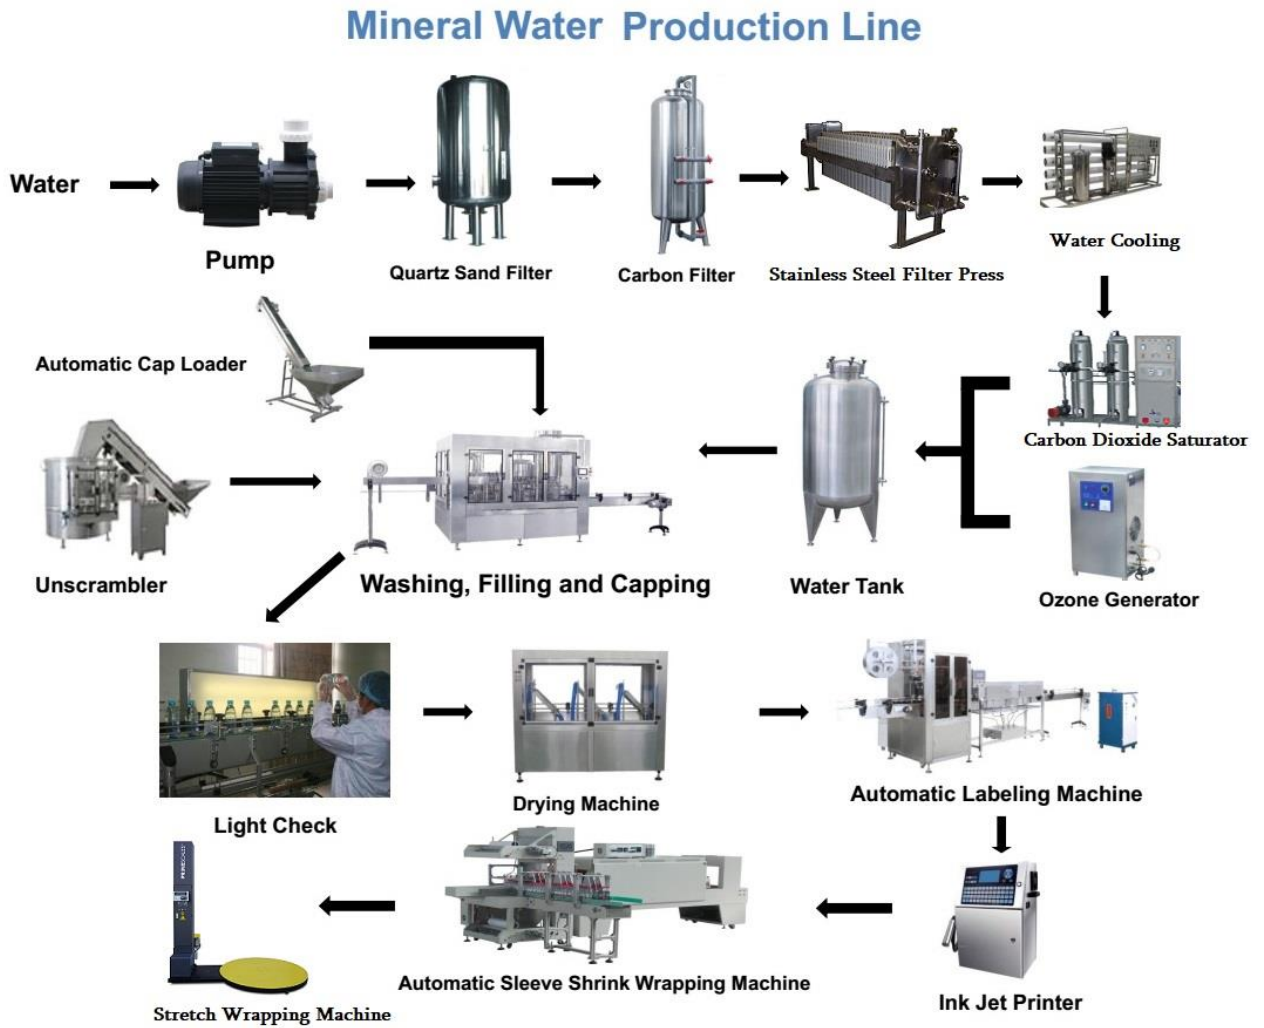 Mineral Water Production Line
Water
Pump
Quartz Sand Filter
Carbon Filter
Stainless Steel Filter Press
Water Cooling
Automatic Cap Loader
Carbon Dioxide Saturator
Unscrambler
Washing, Filling and Capping
Water Tank
Ozone Generator
Light Check
Drying Machine
Automatic Labeling Machine
Stretch Wrapping Machine
Automatic Sleeve Shrink Wrapping Machine
Ink Jet Printer